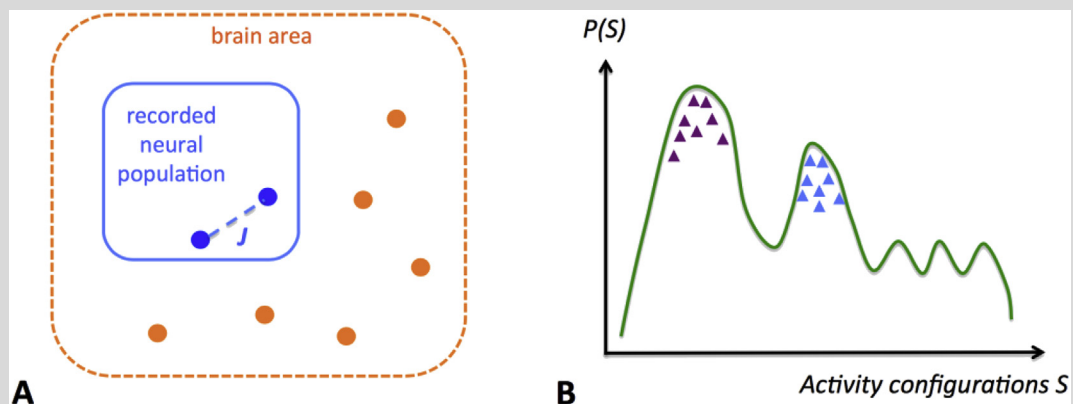 brain area
recorded
neural
population
J
A
P(S)
Activity configurations S
B